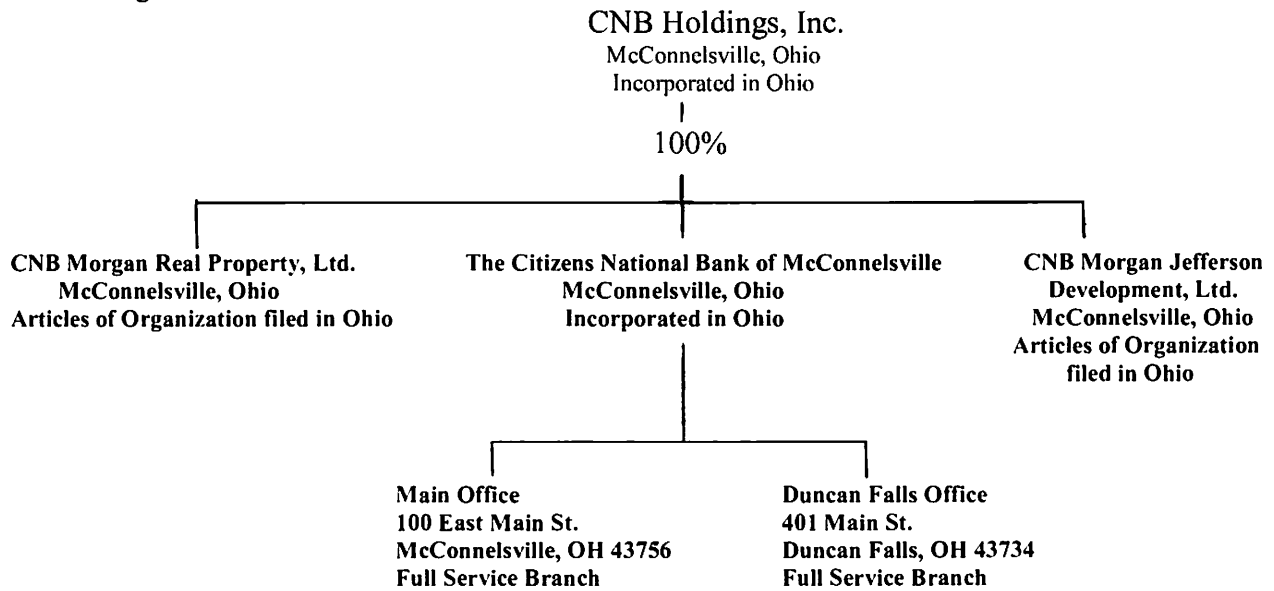 CNB Holdings, Inc.
McConnelsville, Ohio
Incorporated in Ohio
100%
CNB Morgan Real Property, Ltd.
McConnelsville, Ohio
Articles of Organization filed in Ohio
The Citizens National Bank of McConnelsville
McConnelsville, Ohio
Incorporated in Ohio
CNB Morgan Jefferson
Development, Ltd.
McConnelsville, Ohio
Articles of Organization
filed in Ohio
Main Office
100 East Main St.
McConnelsville, OH 43756
Full Service Branch
Duncan Falls Office
401 Main St.
Duncan Falls, OH 43734
Full Service Branch